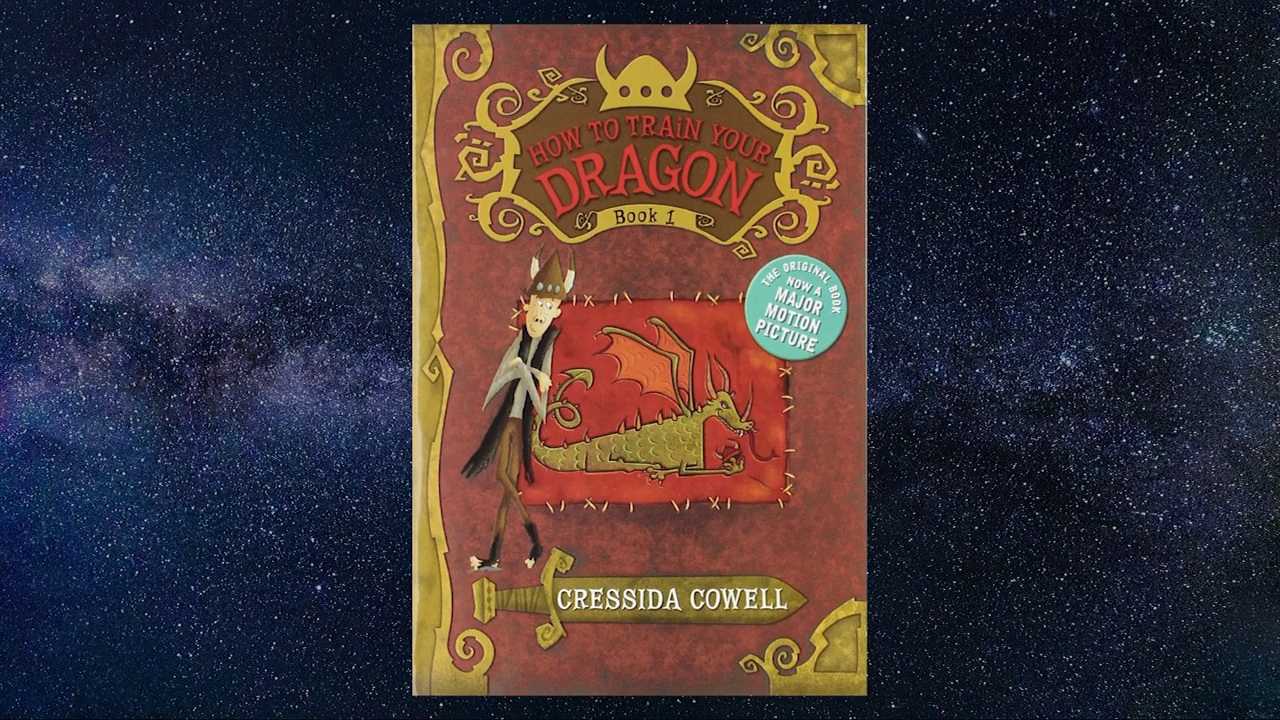 HOW TO TRAiN YOUR
DRAGON
Book 1
THE ORIGINAL BOOK
NOW A
MAJOR
MOTION
PICTURE
CRESSIDA COWELL